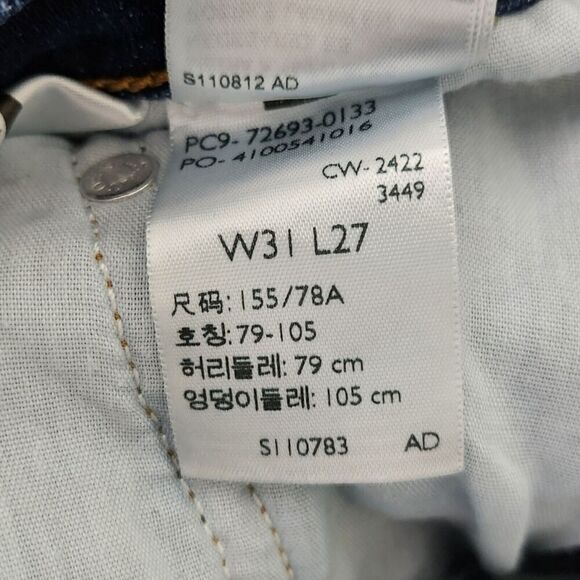 S110812 AD
PC9-72693-0133
PO-4100541016
CW-2422
3449
W31 L27
尺码: 155/78A
호칭: 79-105
허리둘레: 79 cm
엉덩이둘레: 105 cm
S110783 AD